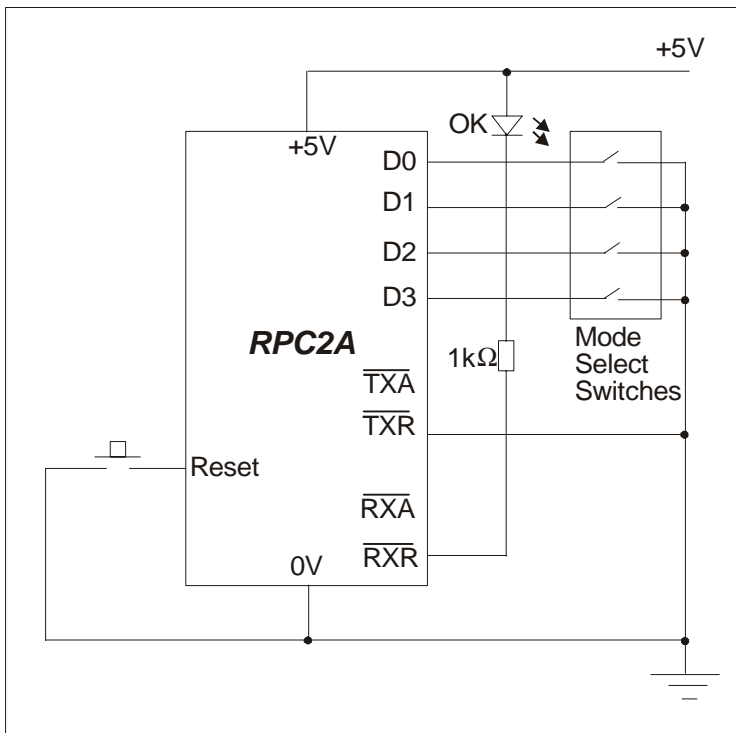 +5V
+5V
OK
D0
D1
D2
D3
RPC2A
Mode
Select
Switches
1kΩ
TXA
TXR
Reset
RXA
RXR
0V